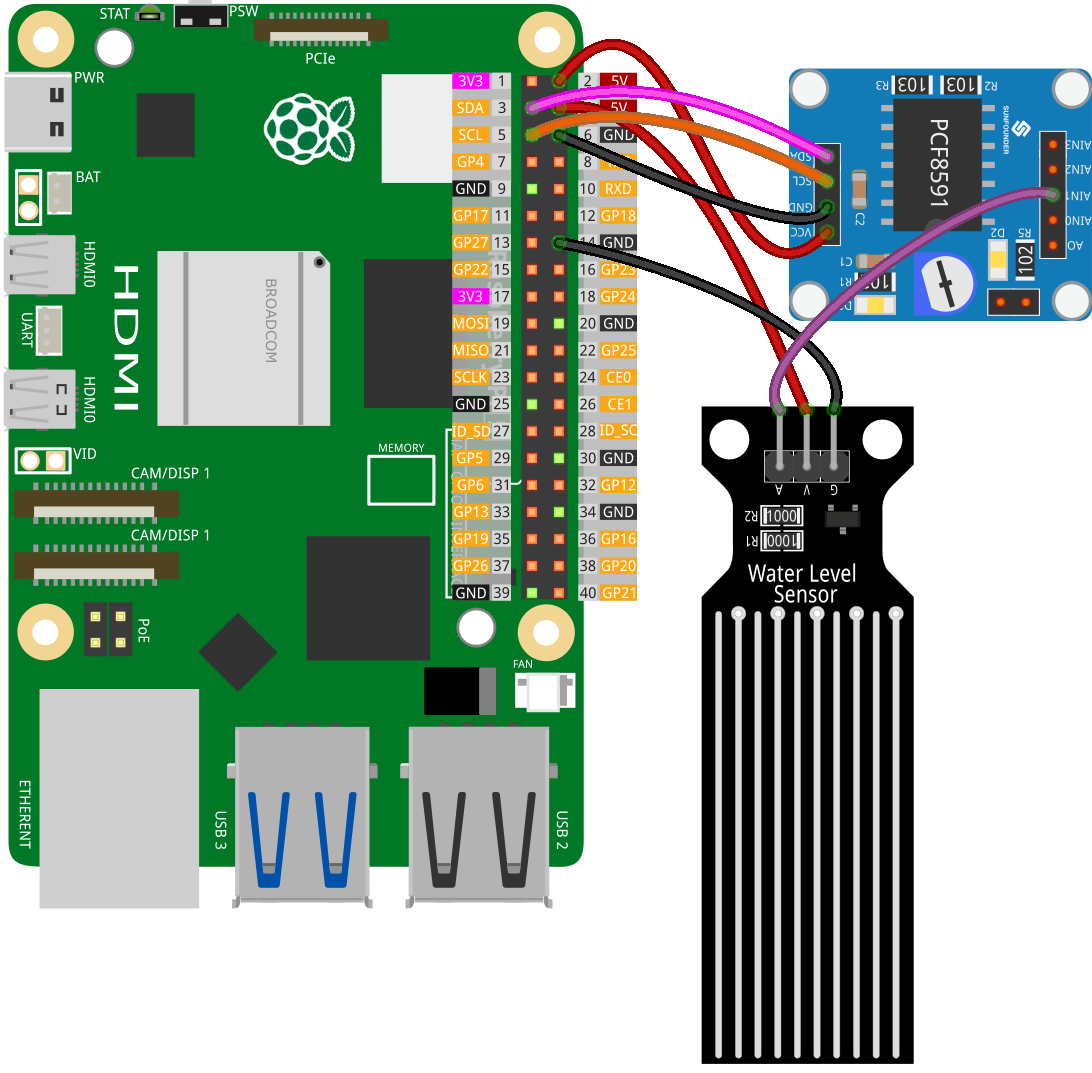 STAT
PSW
PCIe
PWR
BAT
HDMI0
UART
HDMI0
HDMI
BROADCOM
VID
CAM/DISP 1
CAM/DISP 1
MEMORY
PoE
FAN
ETHERENT
USB 3
USB 2
3V3 1 2 5V
SDA 3 5V
SCL 5 6 GND
GP4 7 8
GND 9 10 RXD
GP17 11 12 GP18
GP27 13 14 GND
GP22 15 16 GP23
3V3 17 18 GP24
MOSI 19 20 GND
MISO 21 22 GP25
SCLK 23 24 CE0
GND 25 26 CE1
ID_SD 27 28 ID_SC
GP5 29 30 GND
GP6 31 32 GP12
GP13 33 34 GND
GP19 35 36 GP16
GP26 37 38 GP20
GND 39 40 GP21
R3 103 103 R2
PCF8591
SUNFOUNDER
SDA
SCL
GND
VCC
AIN3
AIN2
AIN1
AIN0
AO
C2
C1
R1
D2
R5
102
A V G
R2 1001
R1 1001
Water Level
Sensor